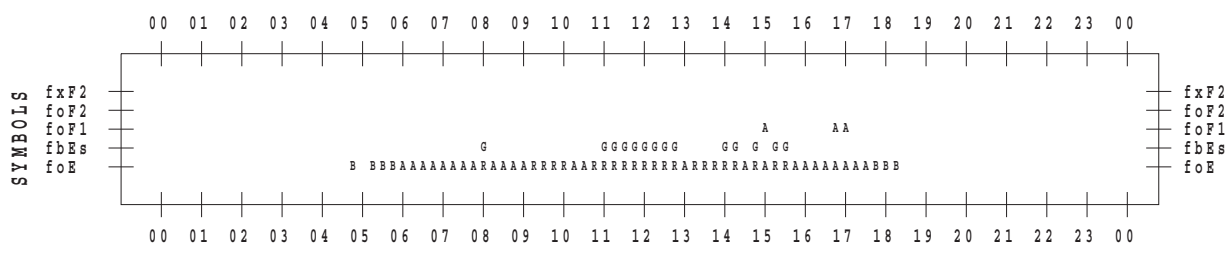 00 01 02 03 04 05 06 07 08 09 10 11 12 13 14 15 16 17 18 19 20 21 22 23 00
SYMBOLS
fxF2 fxF2
foF2 foF2
foF1 A AA foF1
fbEs G GGGGGGGG GG G GG fbEs
foE B BBBAAAAAAAARAAAARRRRAARRRRRRRRRARRRRRARARRAAAAAAAABBB foE
00 01 02 03 04 05 06 07 08 09 10 11 12 13 14 15 16 17 18 19 20 21 22 23 00